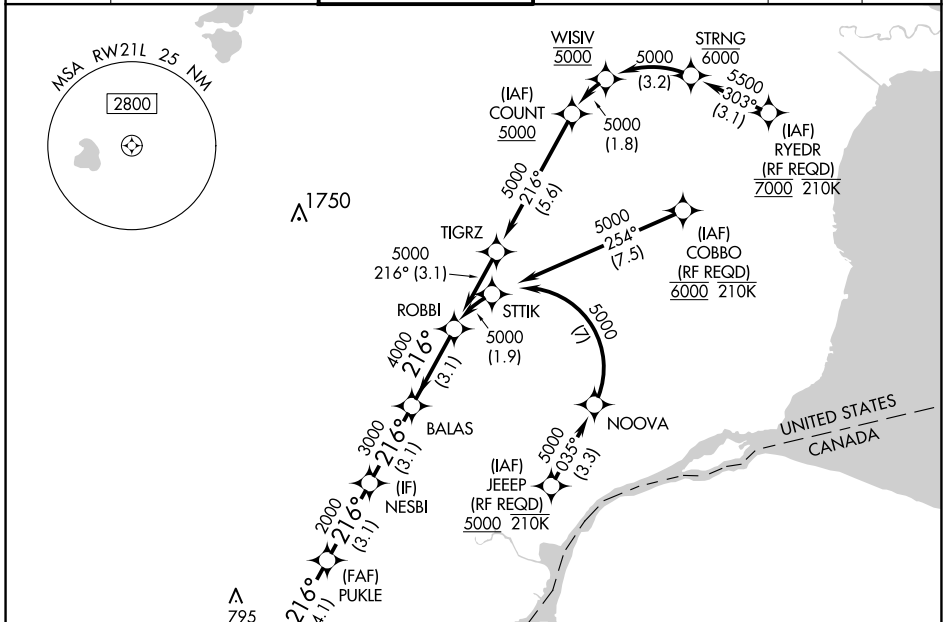 MSA RW21L 25 NM
2800
1750
WISIV
5000
5000
(3.2)
STRNG
6000
5500
303°
(3.1)
(IAF)
RYEDR
(RF REQD)
7000 210K
(IAF)
COUNT
5000
5000
(1.8)
5000
216°
(5.6)
TIGRZ
5000
254°
(7.5)
(IAF)
COBBO
(RF REQD)
6000 210K
5000
216° (3.1)
ROBBI
STTIK
5000
(1.9)
5000
(7)
4000
216°
(3.1)
BALAS
NOOVA
5000
035°
(3.3)
(IAF)
JEEEP
(RF REQD)
5000 210K
UNITED STATES
CANADA
3000
216°
(3.1)
(IF)
NESBI
2000
216°
(3.1)
(FAF)
PUKLE
216°
(4.1)
795